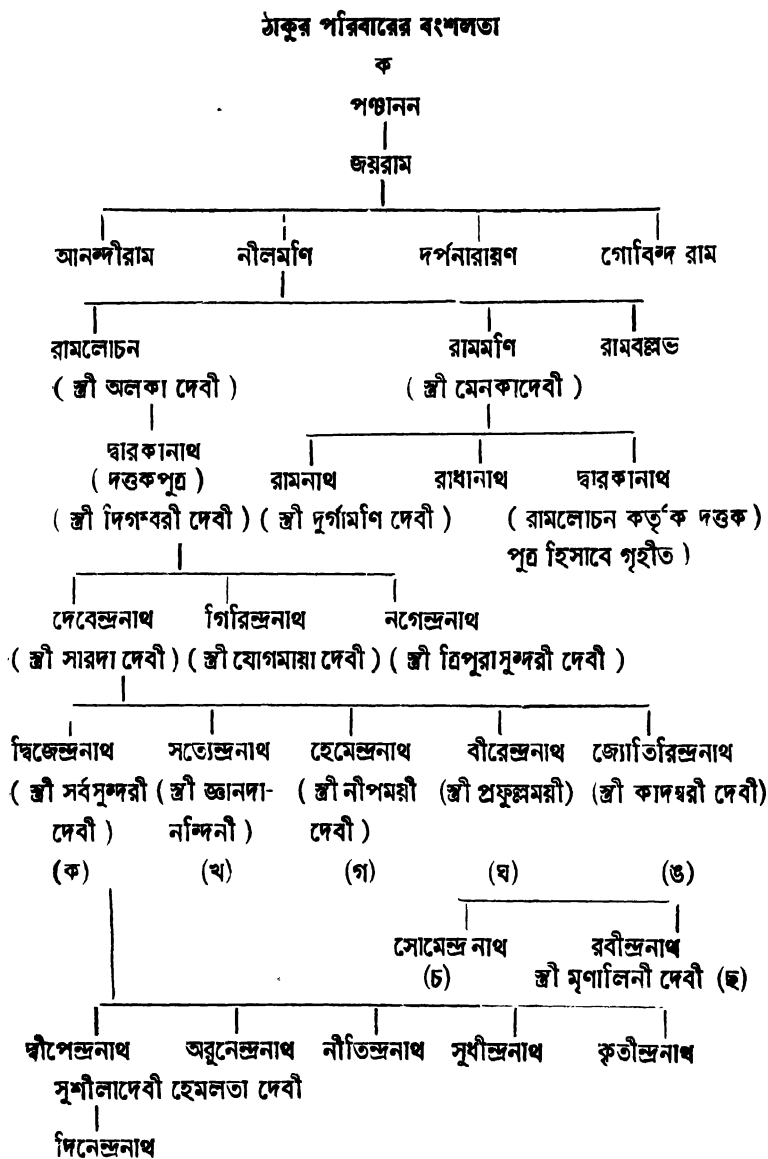 ঠাকুর পরিবারের বংশলতা
ক
পঞ্চানন
জয়রাম
আনন্দীরাম নীলমণি দর্পনারায়ণ গোবিন্দ রাম
রামলোচন রামমণি রামবল্লভ
( স্ত্রী অলকা দেবী ) ( স্ত্রী মেনকাদেবী )
দ্বারকানাথ
( দত্তকপুত্র ) রামনাথ রাধানাথ দ্বারকানাথ
( স্ত্রী দিগম্বরী দেবী ) ( স্ত্রী দুর্গামণি দেবী ) ( রামলোচন কর্তৃক দত্তক )
পুত্র হিসাবে গৃহীত )
দেবেন্দ্রনাথ গিরিন্দ্রনাথ নগেন্দ্রনাথ
( স্ত্রী সারদা দেবী ) ( স্ত্রী যোগমায়া দেবী ) ( স্ত্রী ত্রিপুরাসুন্দরী দেবী )
দ্বিজেন্দ্রনাথ সত্যেন্দ্রনাথ হেমেন্দ্রনাথ বীরেন্দ্রনাথ জ্যোতিরিন্দ্রনাথ
( স্ত্রী সর্বসুন্দরী ( স্ত্রী জ্ঞানদা- ( স্ত্রী নীপময়ী (স্ত্রী প্রফুল্লময়ী) (স্ত্রী কাদম্বরী দেবী)
দেবী ) নন্দিনী ) দেবী )
(ক) (খ) (গ) (ঘ) (ঙ)
সোমেন্দ্র নাথ রবীন্দ্রনাথ
(চ) স্ত্রী মৃণালিনী দেবী (ছ)
দ্বীপেন্দ্রনাথ অরুনেন্দ্রনাথ নীতিন্দ্রনাথ সুধীন্দ্রনাথ কৃতীন্দ্রনাথ
সুশীলাদেবী হেমলতা দেবী
দিনেন্দ্রনাথ